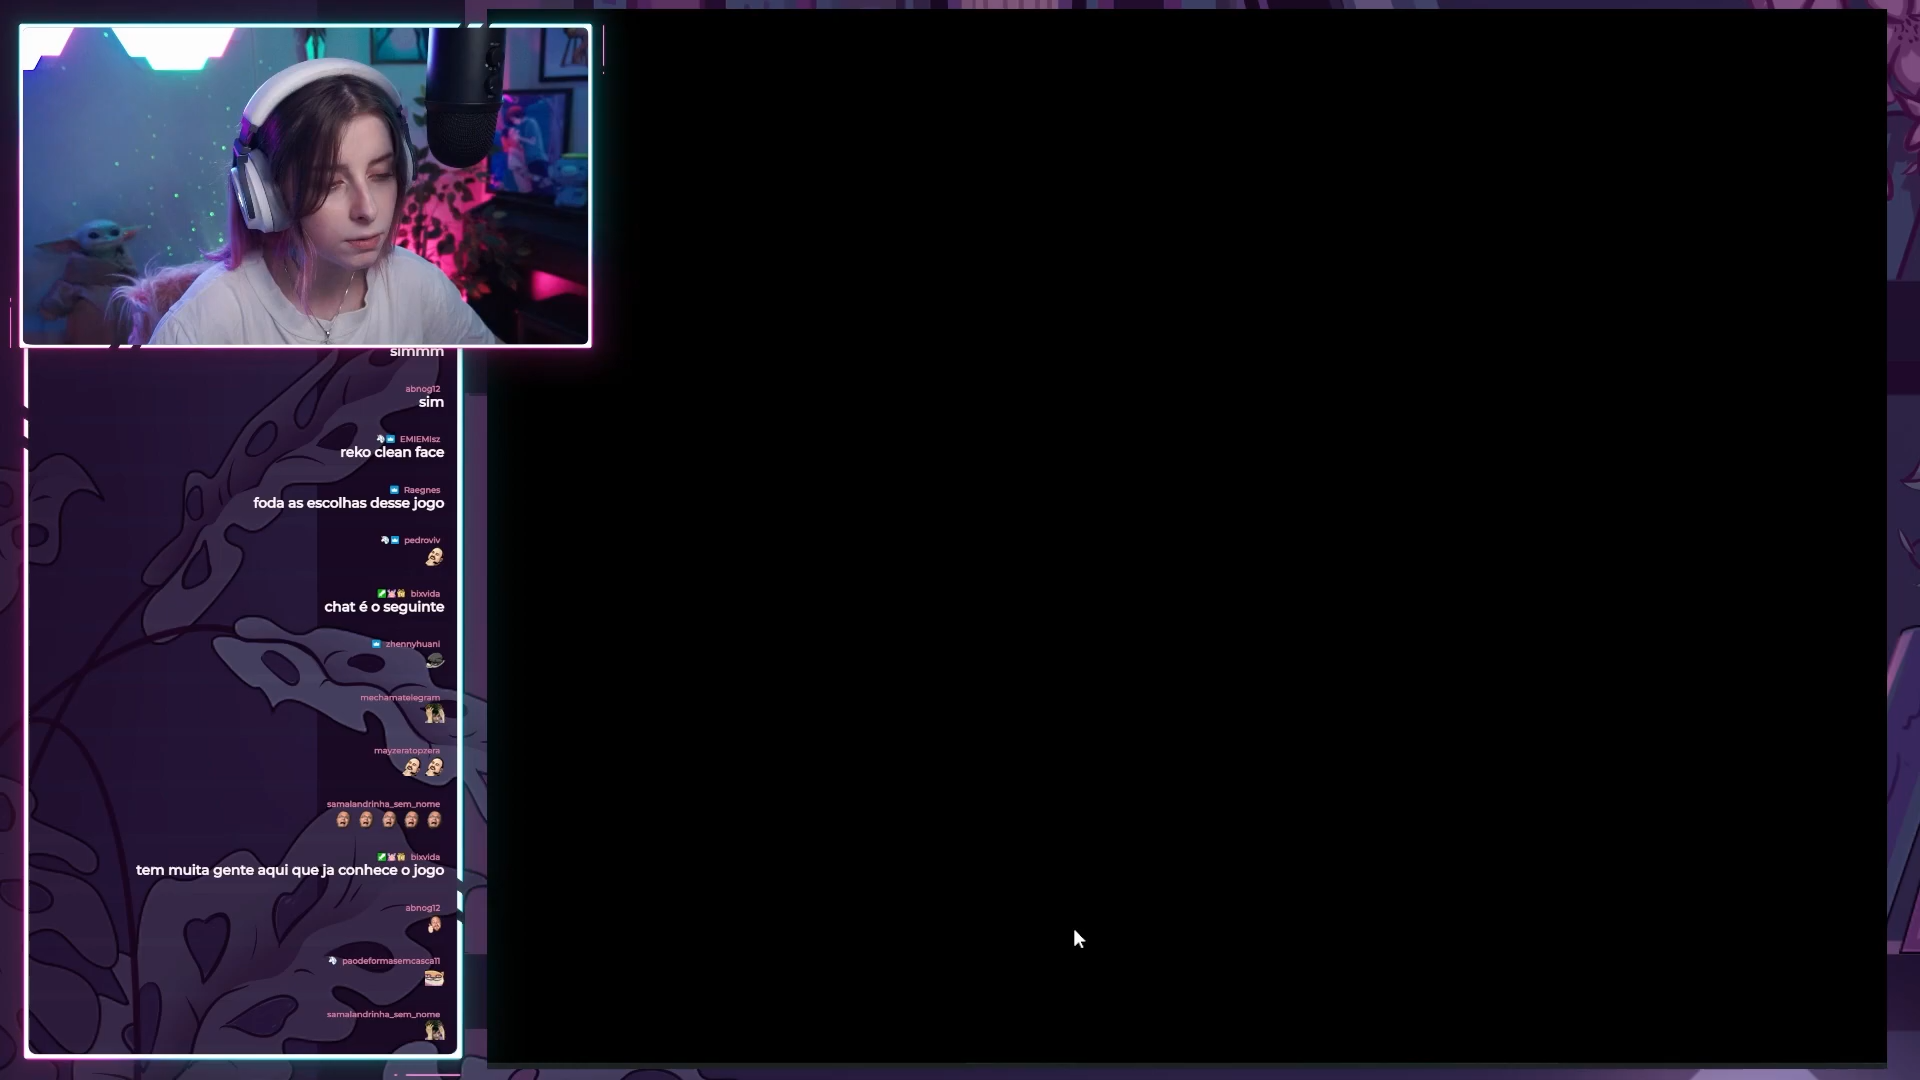 simmm
abnog12
sim
EMIEMIsz
reko clean face
Raegnes
foda as escolhas desse jogo
pedroviv
bixvida
chat é o seguinte
zhennyhuani
mechamatelegram
mayzeratopzera
samalandrinha_sem_nome
bixvida
tem muita gente aqui que ja conhece o jogo
abnog12
paodeformasemcasca11
samalandrinha_sem_nome